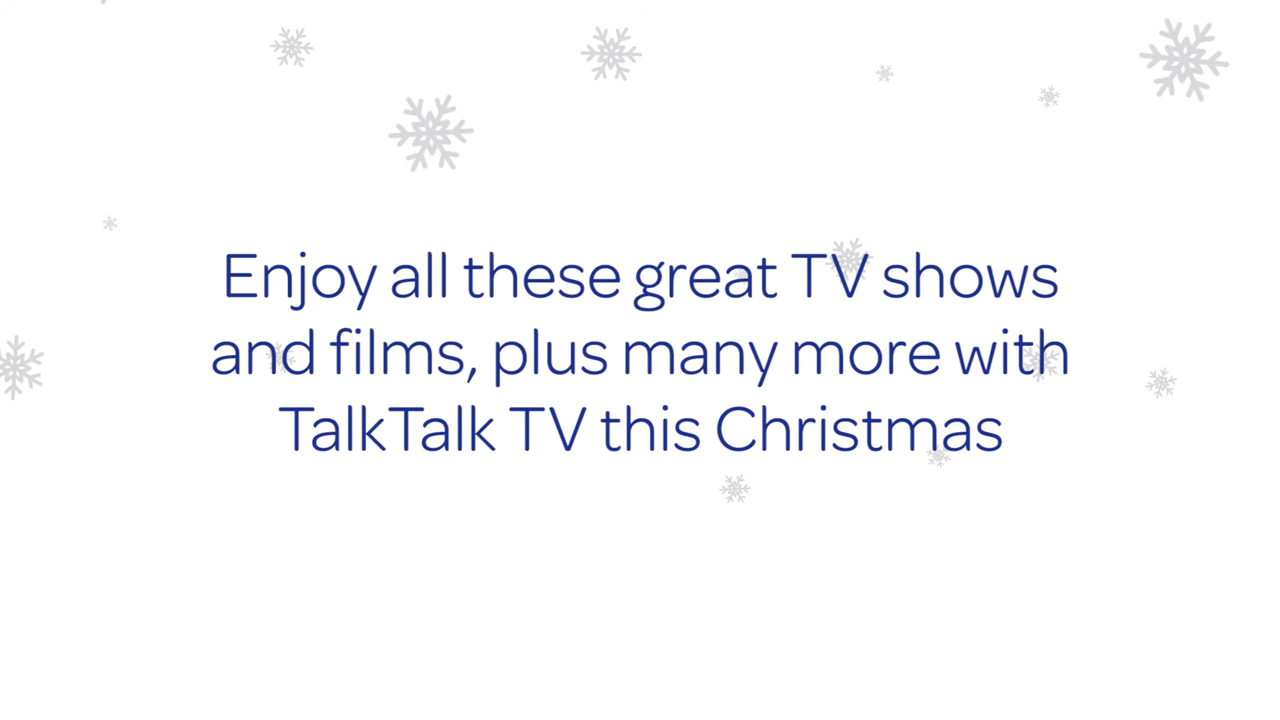 Enjoy all these great TV shows
and films, plus many more with
TalkTalk TV this Christmas